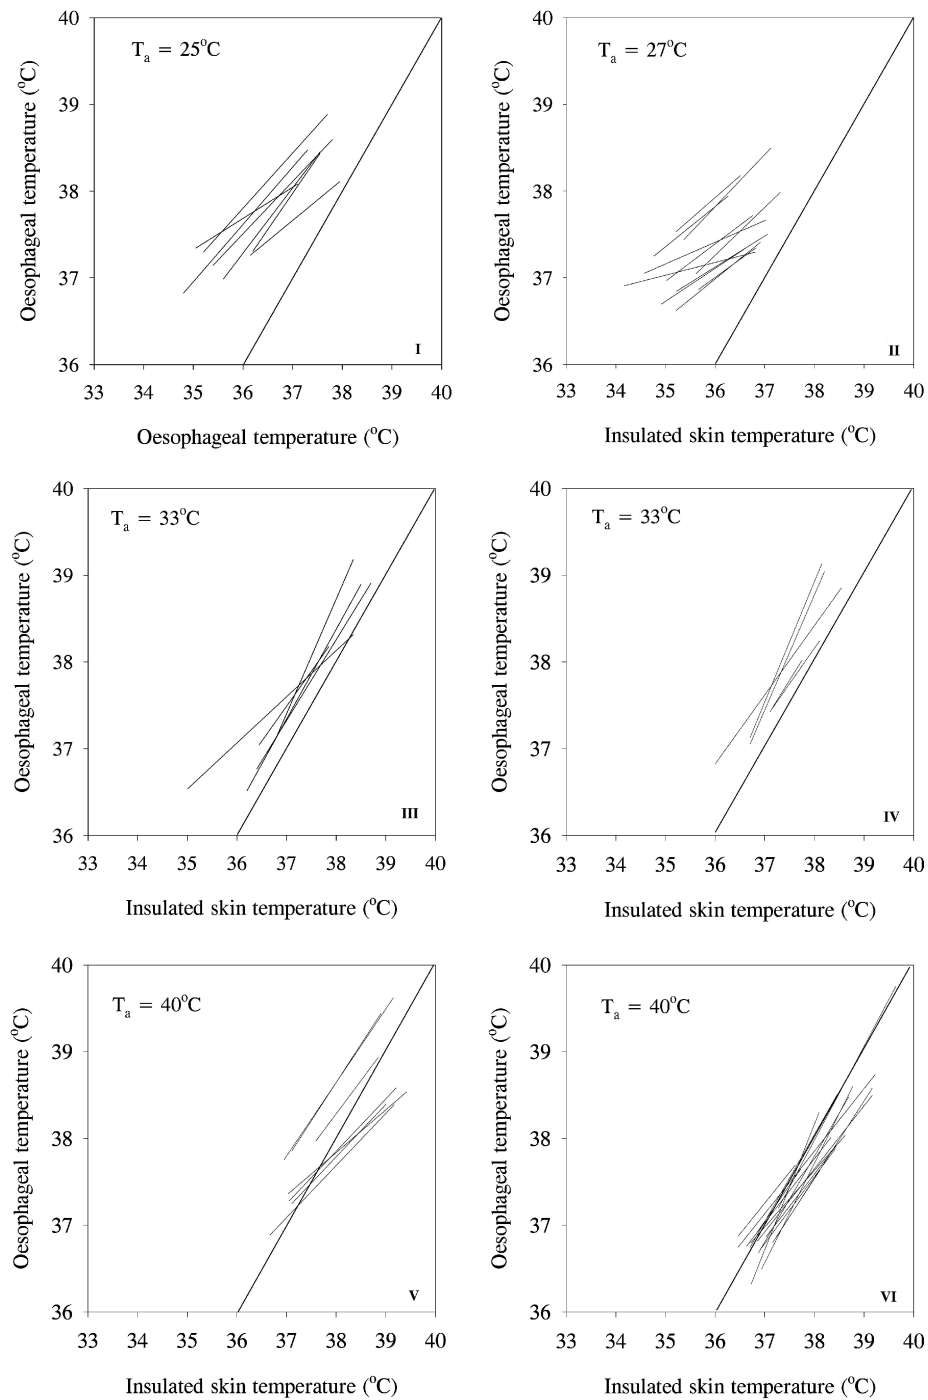 T_a = 25°C
Oesophageal temperature (°C)
40
39
38
37
36
I
33 34 35 36 37 38 39 40
Oesophageal temperature (°C)
T_a = 27°C
Oesophageal temperature (°C)
40
39
38
37
36
II
33 34 35 36 37 38 39 40
Insulated skin temperature (°C)
T_a = 33°C
Oesophageal temperature (°C)
40
39
38
37
36
III
33 34 35 36 37 38 39 40
Insulated skin temperature (°C)
T_a = 33°C
Oesophageal temperature (°C)
40
39
38
37
36
IV
33 34 35 36 37 38 39 40
Insulated skin temperature (°C)
T_a = 40°C
Oesophageal temperature (°C)
40
39
38
37
36
V
33 34 35 36 37 38 39 40
Insulated skin temperature (°C)
T_a = 40°C
Oesophageal temperature (°C)
40
39
38
37
36
VI
33 34 35 36 37 38 39 40
Insulated skin temperature (°C)